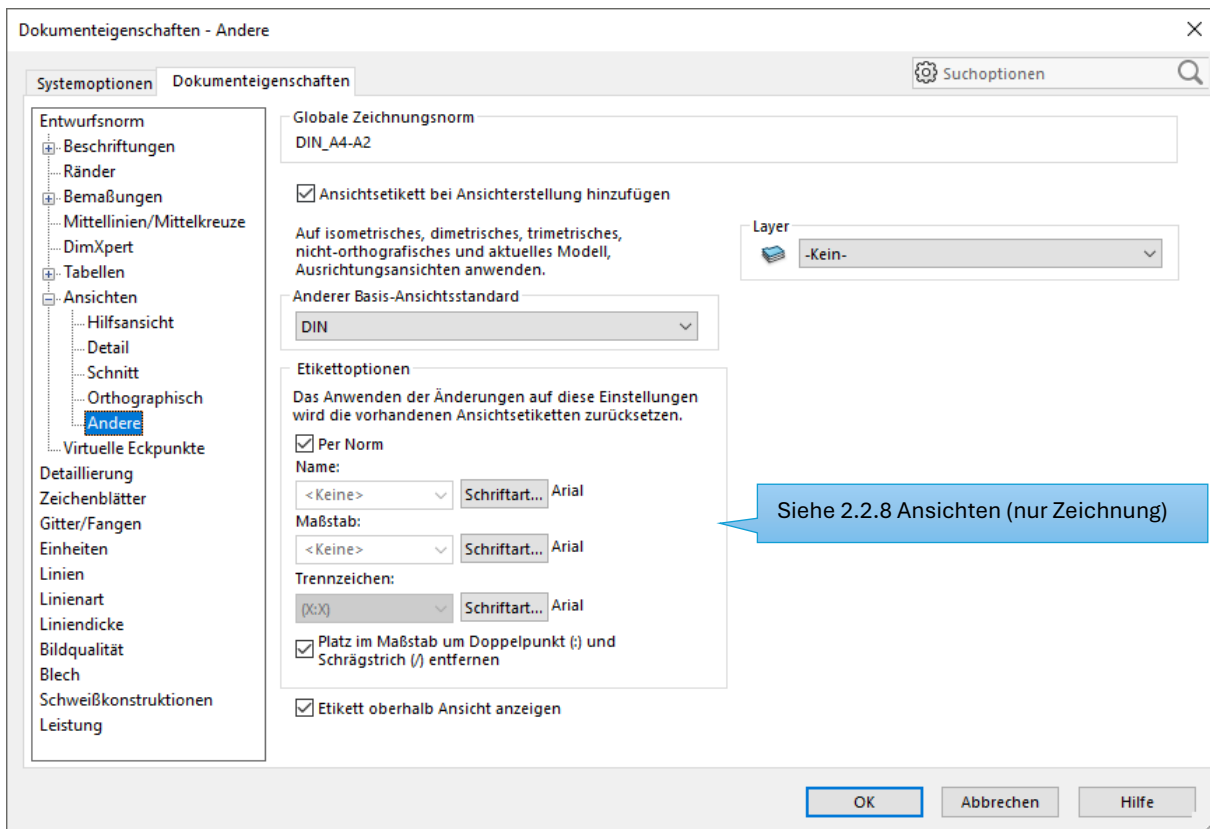 Dokumenteigenschaften - Andere
Systemoptionen
Dokumenteigenschaften
Suchoptionen
Entwurfsnorm
Beschriftungen
Ränder
Bemaßungen
Mittellinien/Mittelkreuze
DimXpert
Tabellen
Ansichten
Hilfsansicht
Detail
Schnitt
Orthographisch
Andere
Virtuelle Eckpunkte
Detaillierung
Zeichenblätter
Gitter/Fangen
Einheiten
Linien
Linienart
Liniendicke
Bildqualität
Blech
Schweißkonstruktionen
Leistung
Globale Zeichnungsnorm
DIN_A4-A2
Ansichtsetikett bei Ansichterstellung hinzufügen
Auf isometrisches, dimetrisches, trimetrisches,
nicht-orthografisches und aktuelles Modell,
Ausrichtungsansichten anwenden.
Layer
-Kein-
Anderer Basis-Ansichtsstandard
DIN
Etikettoptionen
Das Anwenden der Änderungen auf diese Einstellungen
wird die vorhandenen Ansichtsetiketten zurücksetzen.
Per Norm
Name:
<Keine>
Schriftart... Arial
Maßstab:
<Keine>
Schriftart... Arial
Trennzeichen:
(X:X)
Schriftart... Arial
Platz im Maßstab um Doppelpunkt (:) und
Schrägstrich (/) entfernen
Etikett oberhalb Ansicht anzeigen
Siehe 2.2.8 Ansichten (nur Zeichnung)
OK
Abbrechen
Hilfe